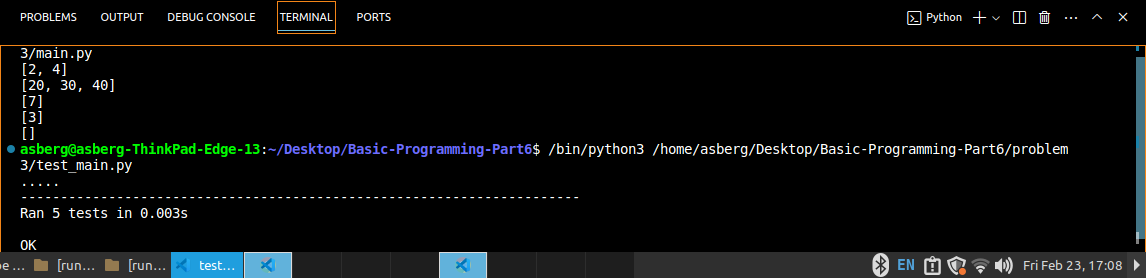 PROBLEMS OUTPUT DEBUG CONSOLE TERMINAL PORTS Python
3/main.py
[2, 4]
[20, 30, 40]
[7]
[3]
[]
asberg@asberg-ThinkPad-Edge-13:~/Desktop/Basic-Programming-Part6$ /bin/python3 /home/asberg/Desktop/Basic-Programming-Part6/problem
3/test_main.py
.....
----------------------------------------------------------------------
Ran 5 tests in 0.003s
OK
[run... [run... test... EN Fri Feb 23, 17:08